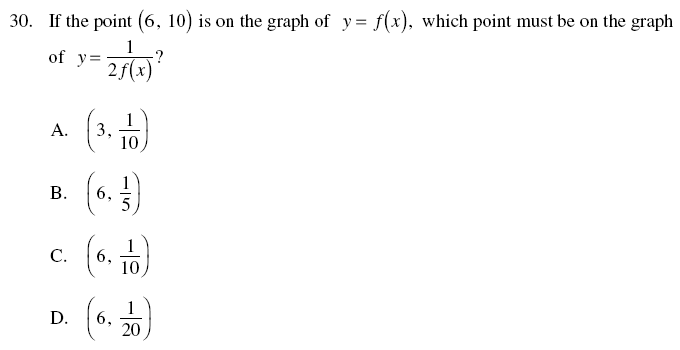 30. If the point (6, 10) is on the graph of y = f(x), which point must be on the graph
of y = 1/(2f(x))?
A. (3, 1/10)
B. (6, 1/5)
C. (6, 1/10)
D. (6, 1/20)